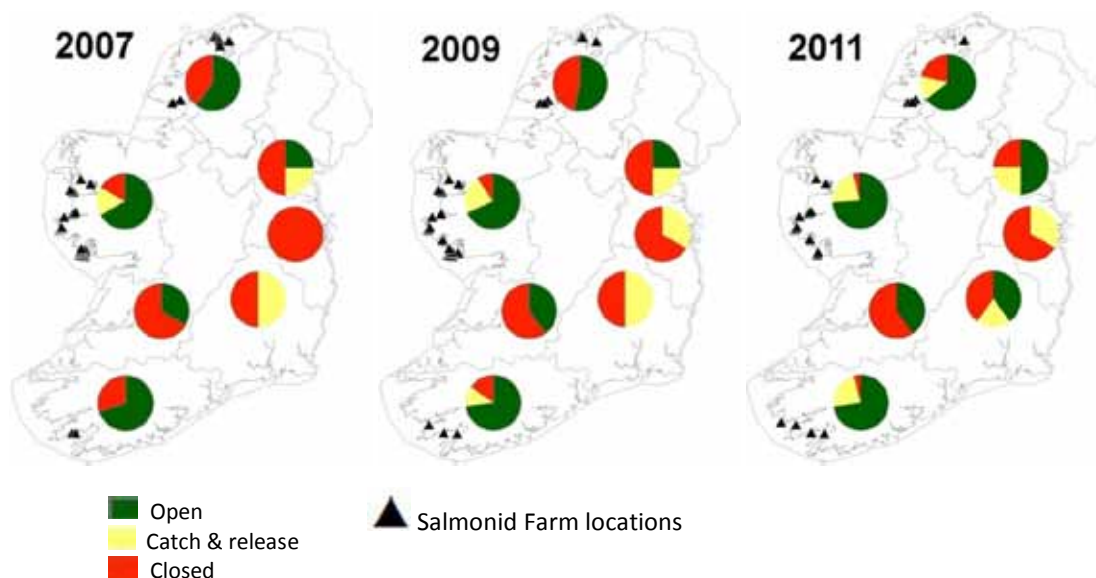 2007
2009
2011
Open
Catch & release
Closed
Salmonid Farm locations